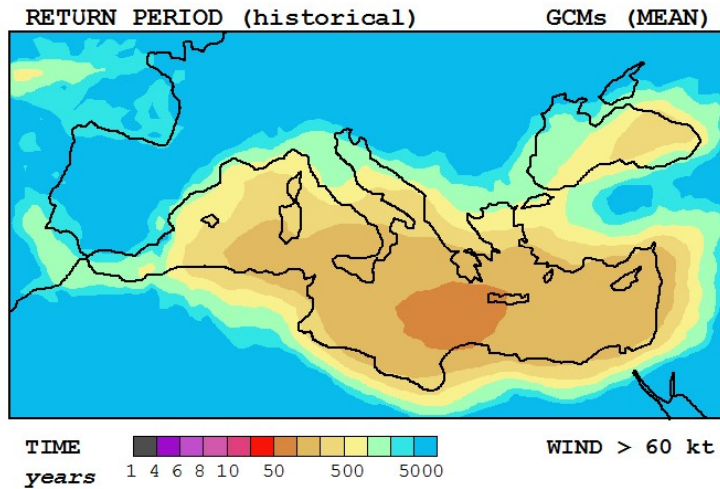 RETURN PERIOD (historical) GCMs (MEAN)
TIME WIND > 60 kt
years 1 4 6 8 10 50 500 5000